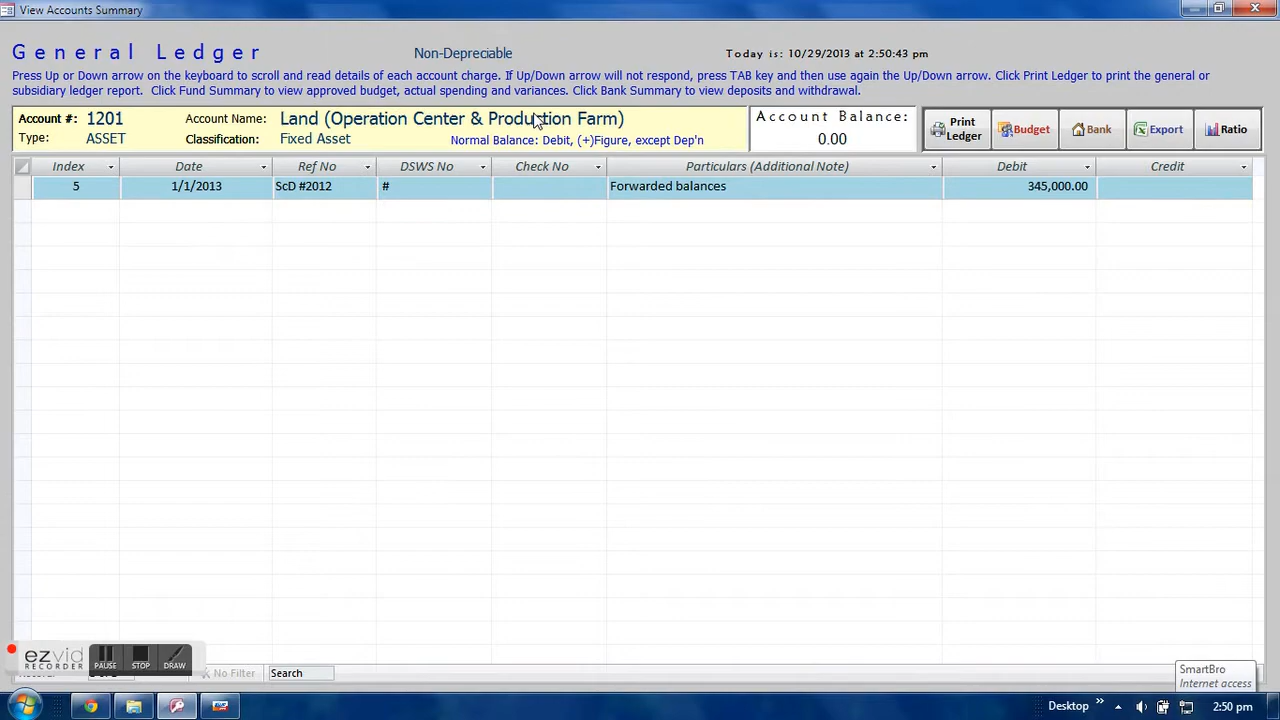 View Accounts Summary
General Ledger
Non-Depreciable
Today is: 10/29/2013 at 2:50:43 pm
Press Up or Down arrow on the keyboard to scroll and read details of each account charge. If Up/Down arrow will not respond, press TAB key and then use again the Up/Down arrow. Click Print Ledger to print the general or
subsidiary ledger report. Click Fund Summary to view approved budget, actual spending and variances. Click Bank Summary to view deposits and withdrawal.
Account #: 1201 Account Name: Land (Operation Center & Production Farm)
Type: ASSET Classification: Fixed Asset Normal Balance: Debit, (+)Figure, except Dep'n
Account Balance:
0.00
Print Ledger Budget Bank Export Ratio
Index Date Ref No DSWS No Check No Particulars (Additional Note) Debit Credit
5 1/1/2013 ScD #2012 # Forwarded balances 345,000.00
ezvid
RECORDER
PAUSE STOP DRAW
No Filter Search
SmartBro
Internet access
Desktop » 2:50 pm